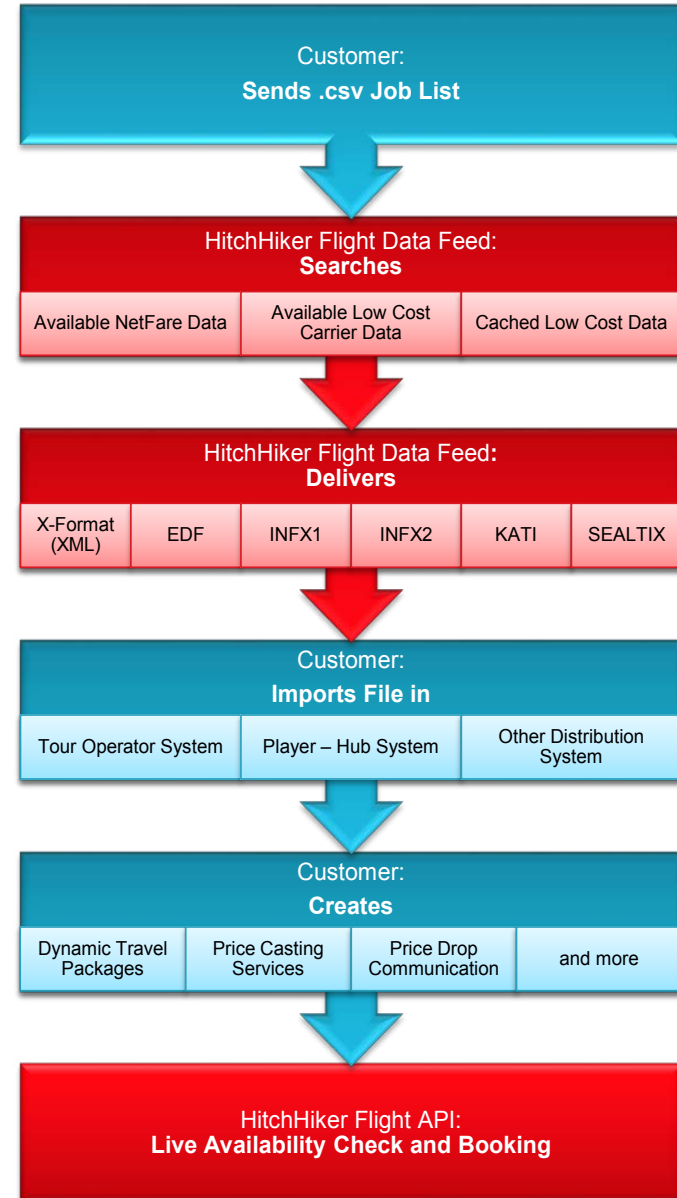 Customer:
Sends .csv Job List
HitchHiker Flight Data Feed:
Searches
Available NetFare Data
Available Low Cost
Carrier Data
Cached Low Cost Data
HitchHiker Flight Data Feed:
Delivers
X-Format
(XML)
EDF
INFX1
INFX2
KATI
SEALTIX
Customer:
Imports File in
Tour Operator System
Player – Hub System
Other Distribution
System
Customer:
Creates
Dynamic Travel
Packages
Price Casting
Services
Price Drop
Communication
and more
HitchHiker Flight API:
Live Availability Check and Booking